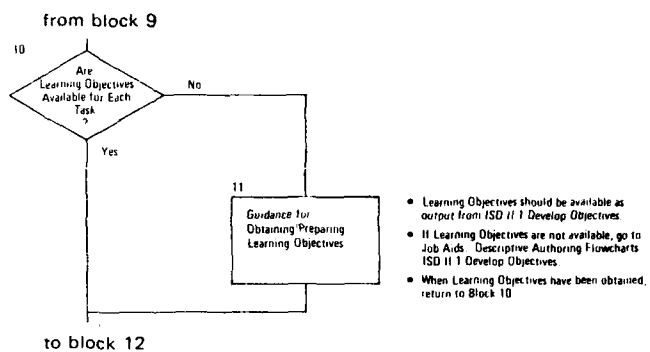 from block 9
10
Are
Learning Objectives
Available for Each
Task
?
No
Yes
11
Guidance for
Obtaining/Preparing
Learning Objectives
• Learning Objectives should be available as
output from ISD II 1 Develop Objectives
• If Learning Objectives are not available, go to
Job Aids. Descriptive Authoring Flowcharts
ISD II 1 Develop Objectives
• When Learning Objectives have been obtained,
return to Block 10
to block 12